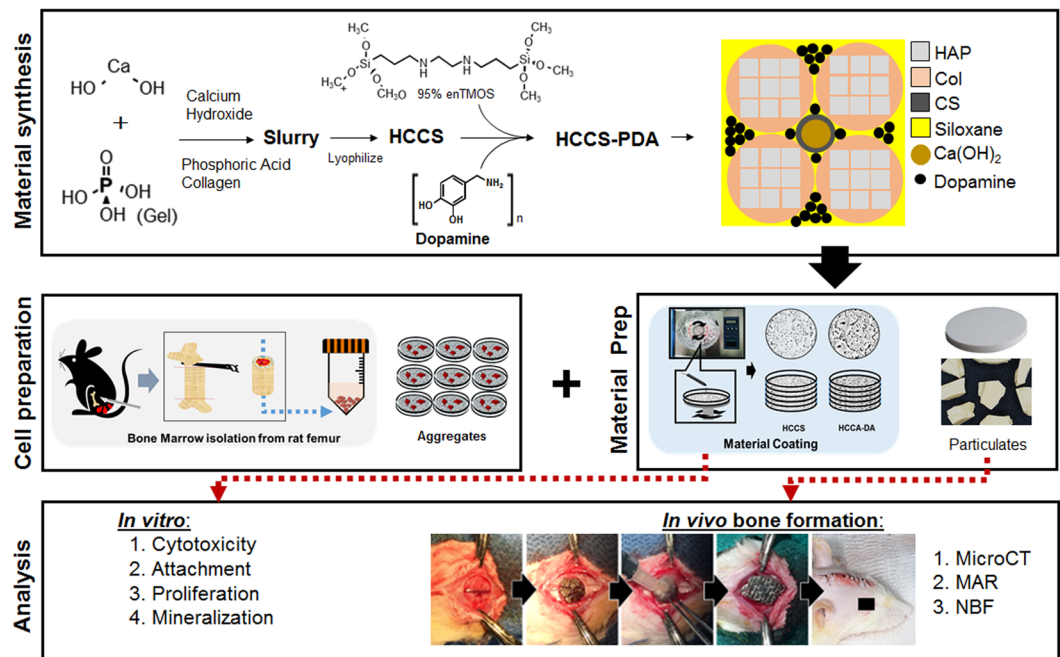 Material synthesis
Ca
HO
OH
+
O
HO
P
OH
OH
(Gel)
Calcium
Hydroxide
Phosphoric Acid
Collagen
Slurry
Lyophilize
HCCS
CH₃
O
H₃C
O
Si
O
CH₃O
+
N
H
H
N
CH₃
O
Si
O
CH₃
O
CH₃
95% enTMOS
NH₂
HO
OH
n
Dopamine
HCCS-PDA
HAP
Col
CS
Siloxane
Ca(OH)₂
Dopamine
Cell preparation
Bone Marrow isolation from rat femur
Aggregates
+
Material Prep
HCCS
HCCA-DA
Material Coating
Particulates
Analysis
In vitro:
1. Cytotoxicity
2. Attachment
3. Proliferation
4. Mineralization
In vivo bone formation:
1. MicroCT
2. MAR
3. NBF